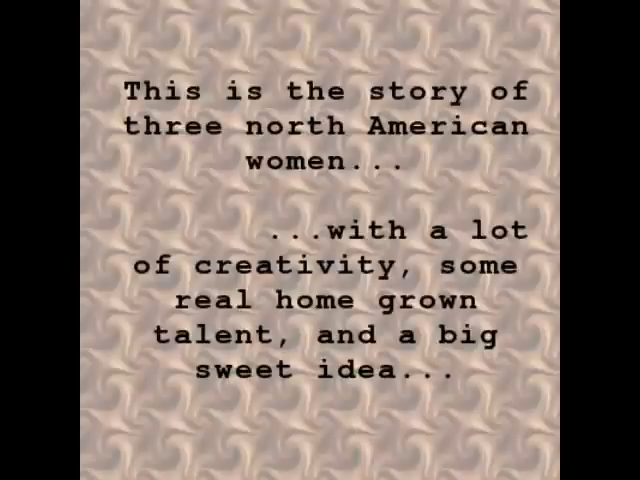 This is the story of
three north American
women...
...with a lot
of creativity, some
real home grown
talent, and a big
sweet idea...